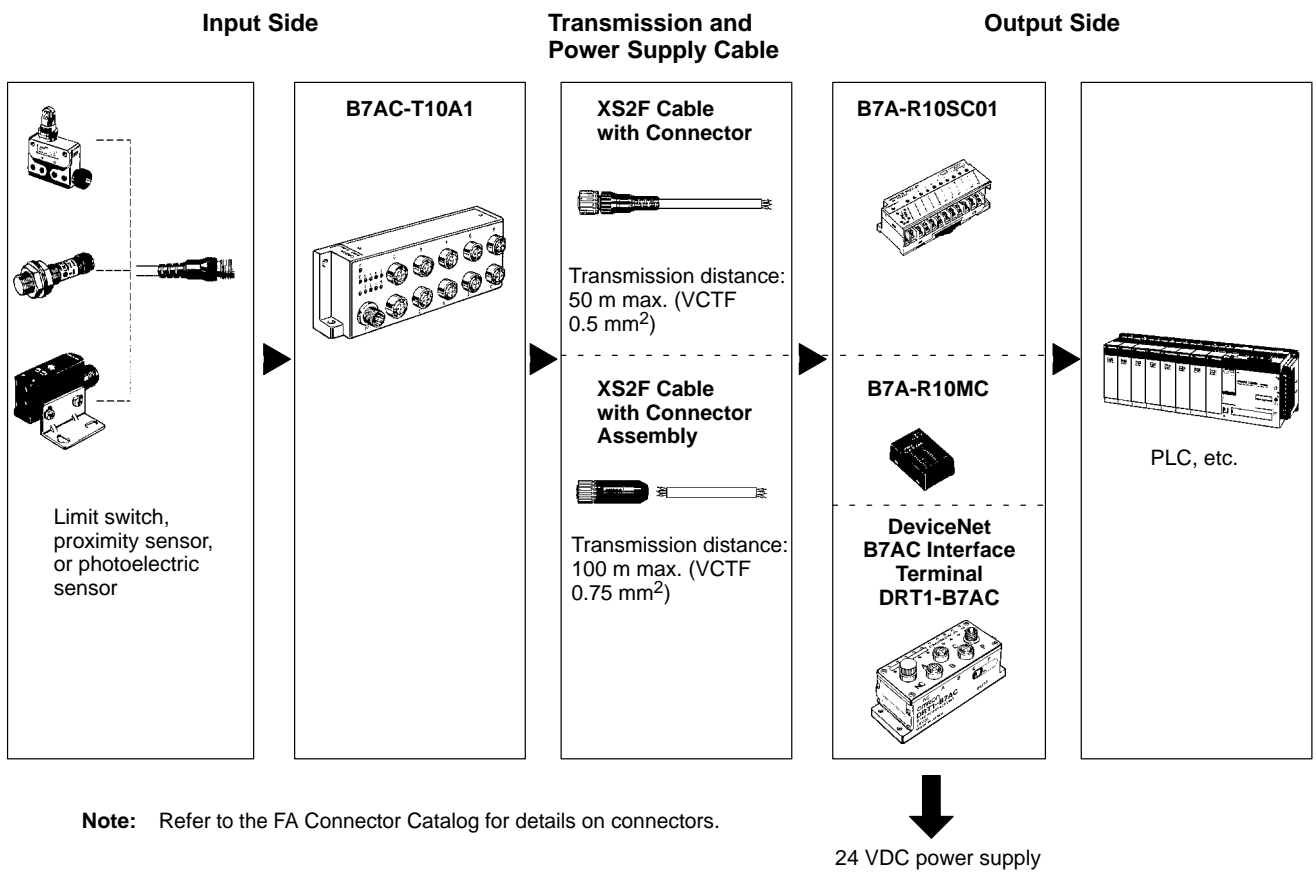 Input Side
Transmission and
Power Supply Cable
Output Side
Limit switch,
proximity sensor,
or photoelectric
sensor
B7AC-T10A1
XS2F Cable
with Connector
Transmission distance:
50 m max. (VCTF
0.5 mm²)
XS2F Cable
with Connector
Assembly
Transmission distance:
100 m max. (VCTF
0.75 mm²)
B7A-R10SC01
B7A-R10MC
DeviceNet
B7AC Interface
Terminal
DRT1-B7AC
OMRON
DRT1-B7AC
PLC, etc.
Note: Refer to the FA Connector Catalog for details on connectors.
24 VDC power supply